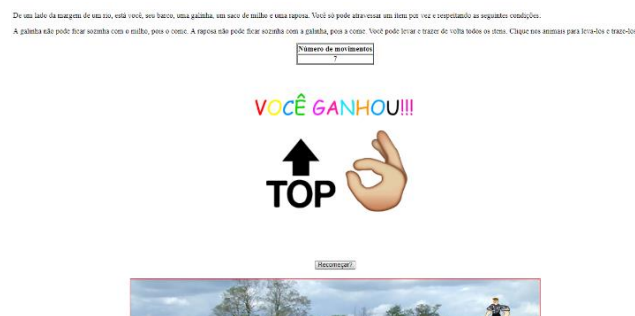 De um lado da margem de um rio, está você, seu barco, uma galinha, um saco de milho e uma raposa. Você só pode atravessar um item por vez e respeitando as seguintes condições.
A galinha não pode ficar sozinha com o milho, pois o come. A raposa não pode ficar sozinha com a galinha, pois a come. Você pode levar e trazer de volta todos os itens. Clique nos animais para leva-los e traze-los
Número de movimentos
7
VOCÊ GANHOU!!!
TOP
Recomeçar?